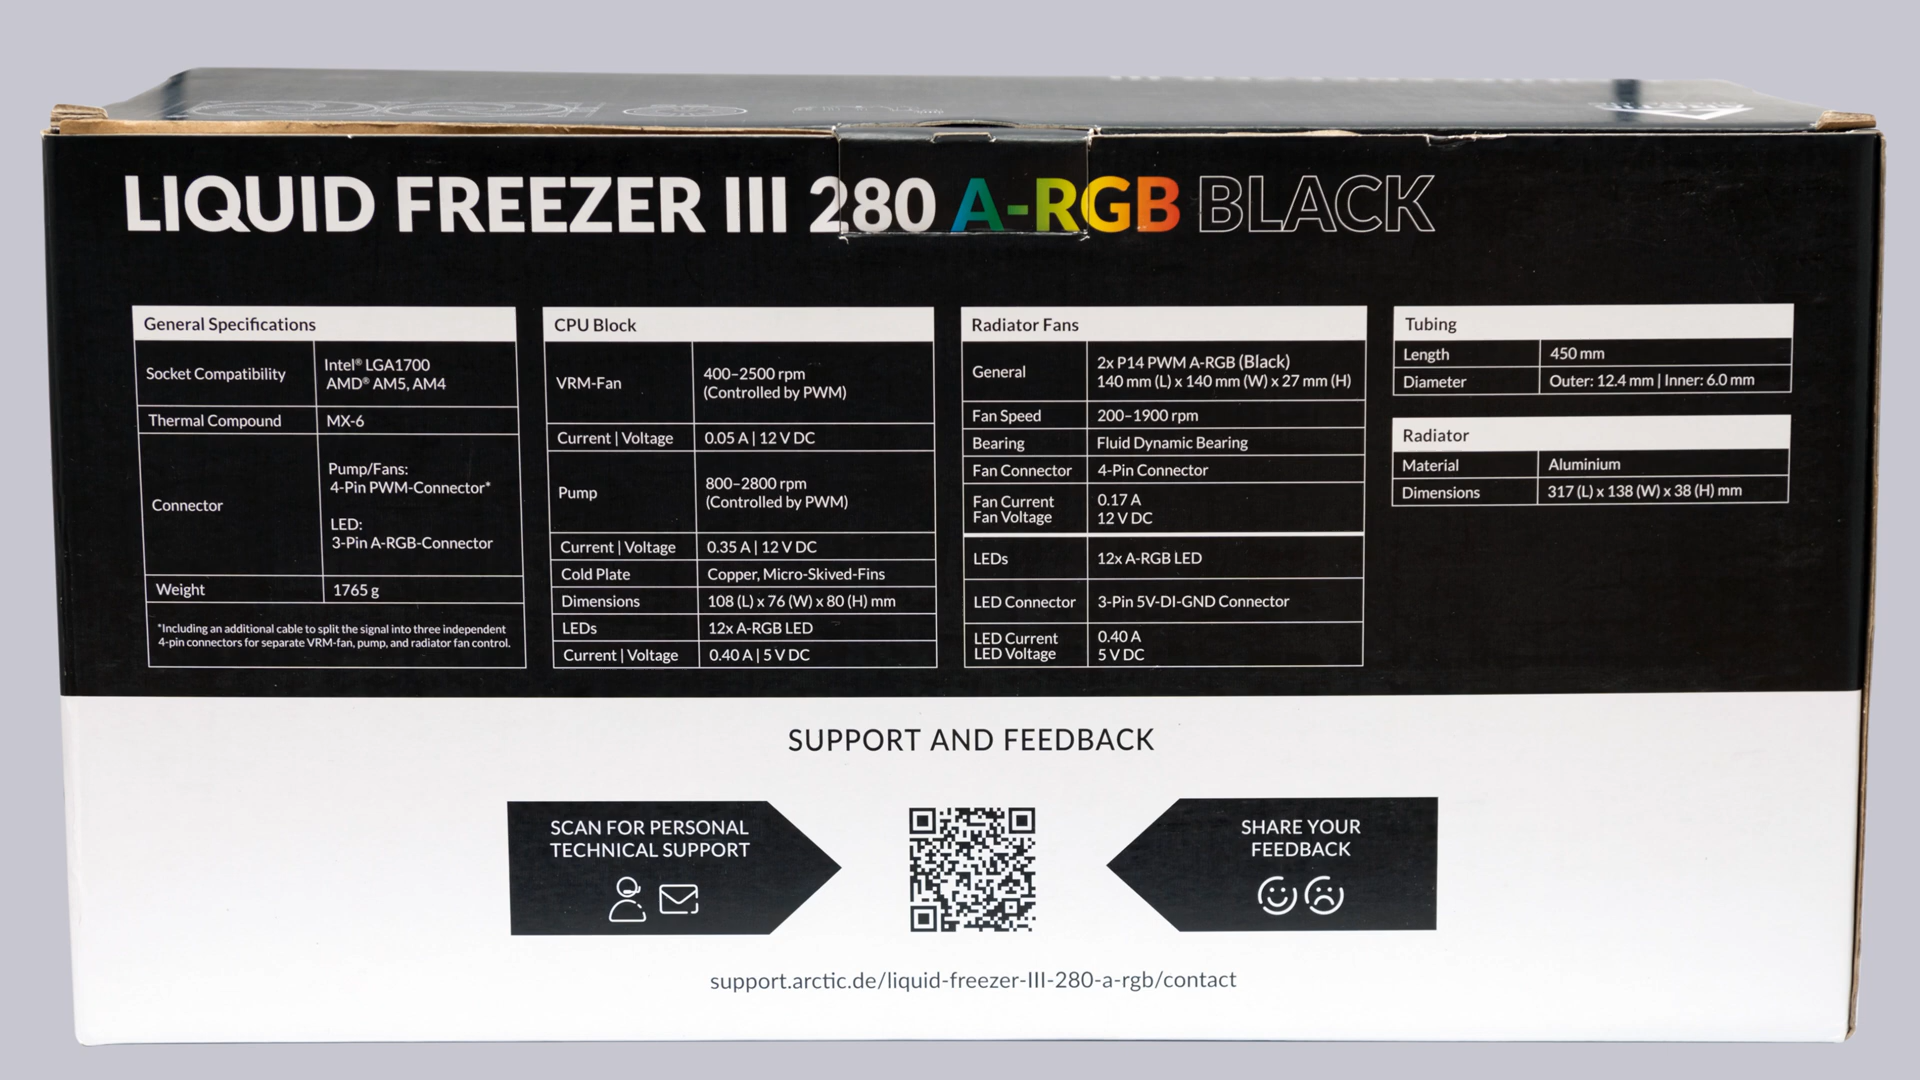 LIQUID FREEZER III 280 A-RGB BLACK
General Specifications
Socket Compatibility
Intel® LGA1700
AMD® AM5, AM4
Thermal Compound
MX-6
Connector
Pump/Fans:
4-Pin PWM-Connector*
LED:
3-Pin A-RGB-Connector
Weight
1765 g
*Including an additional cable to split the signal into three independent
4-pin connectors for separate VRM-fan, pump, and radiator fan control.
CPU Block
VRM-Fan
400–2500 rpm
(Controlled by PWM)
Current | Voltage
0.05 A | 12 V DC
Pump
800–2800 rpm
(Controlled by PWM)
Current | Voltage
0.35 A | 12 V DC
Cold Plate
Copper, Micro-Skived-Fins
Dimensions
108 (L) x 76 (W) x 80 (H) mm
LEDs
12x A-RGB LED
Current | Voltage
0.40 A | 5 V DC
Radiator Fans
General
2x P14 PWM A-RGB (Black)
140 mm (L) x 140 mm (W) x 27 mm (H)
Fan Speed
200–1900 rpm
Bearing
Fluid Dynamic Bearing
Fan Connector
4-Pin Connector
Fan Current
Fan Voltage
0.17 A
12 V DC
LEDs
12x A-RGB LED
LED Connector
3-Pin 5V-DI-GND Connector
LED Current
LED Voltage
0.40 A
5 V DC
Tubing
Length
450 mm
Diameter
Outer: 12.4 mm | Inner: 6.0 mm
Radiator
Material
Aluminium
Dimensions
317 (L) x 138 (W) x 38 (H) mm
SUPPORT AND FEEDBACK
SCAN FOR PERSONAL
TECHNICAL SUPPORT
SHARE YOUR
FEEDBACK
support.arctic.de/liquid-freezer-III-280-a-rgb/contact